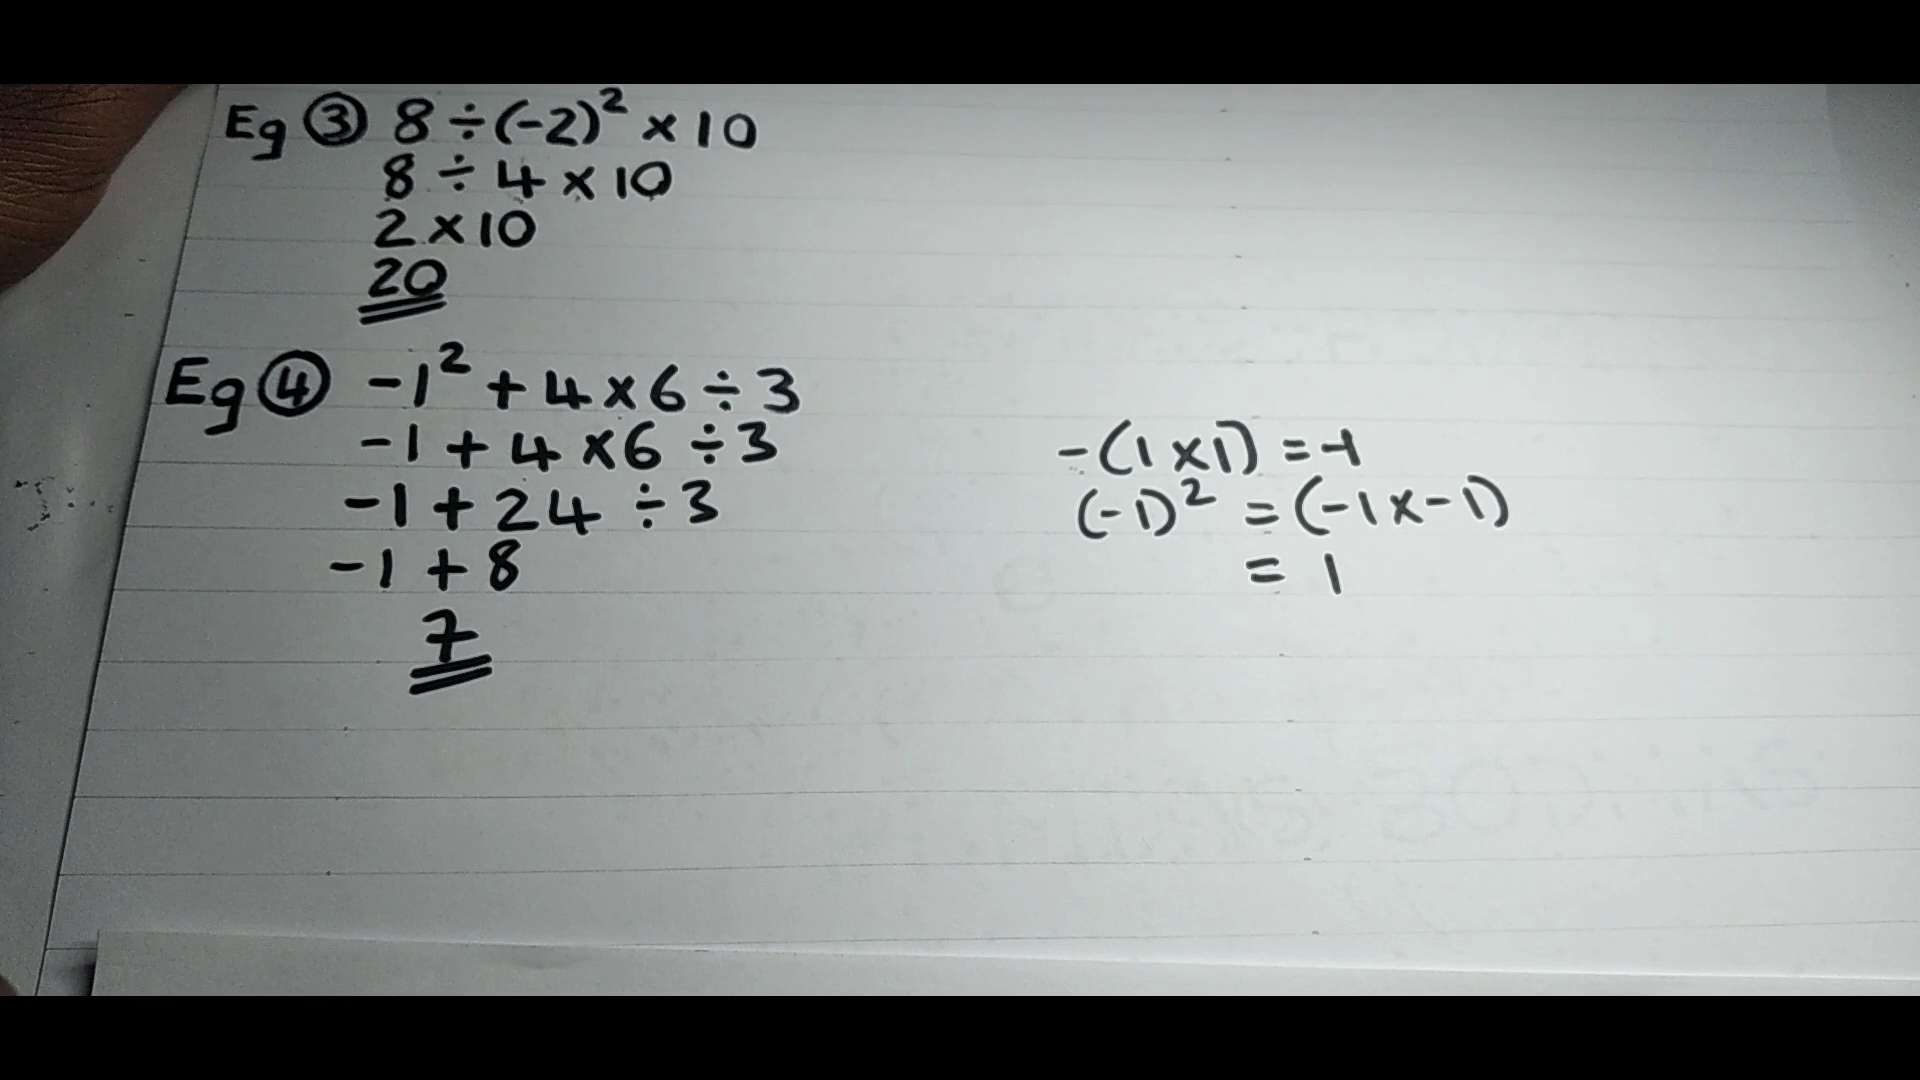 Eg ③ 8 ÷ (-2)² × 10
8 ÷ 4 × 10
2 × 10
20
Eg ④ -1² + 4 × 6 ÷ 3
-1 + 4 × 6 ÷ 3
-1 + 24 ÷ 3
-1 + 8
7
-(1 × 1) = -1
(-1)² = (-1 × -1)
= 1